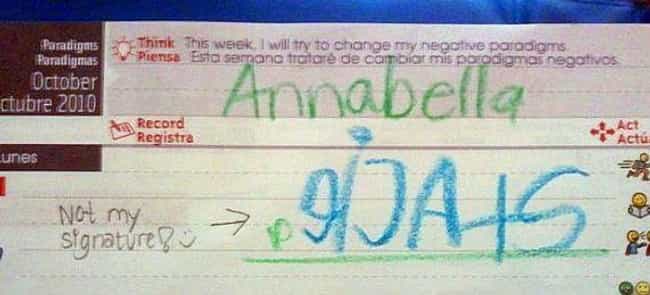 Paradigms
Paradigmas
October
ctubre 2010
Think This week, I will try to change my negative paradigms.
Piensa Esta semana trataré de cambiar mis paradigmas negativos.
Annabella
Record
Registra
Act
Actú
unes
Not my
signature!